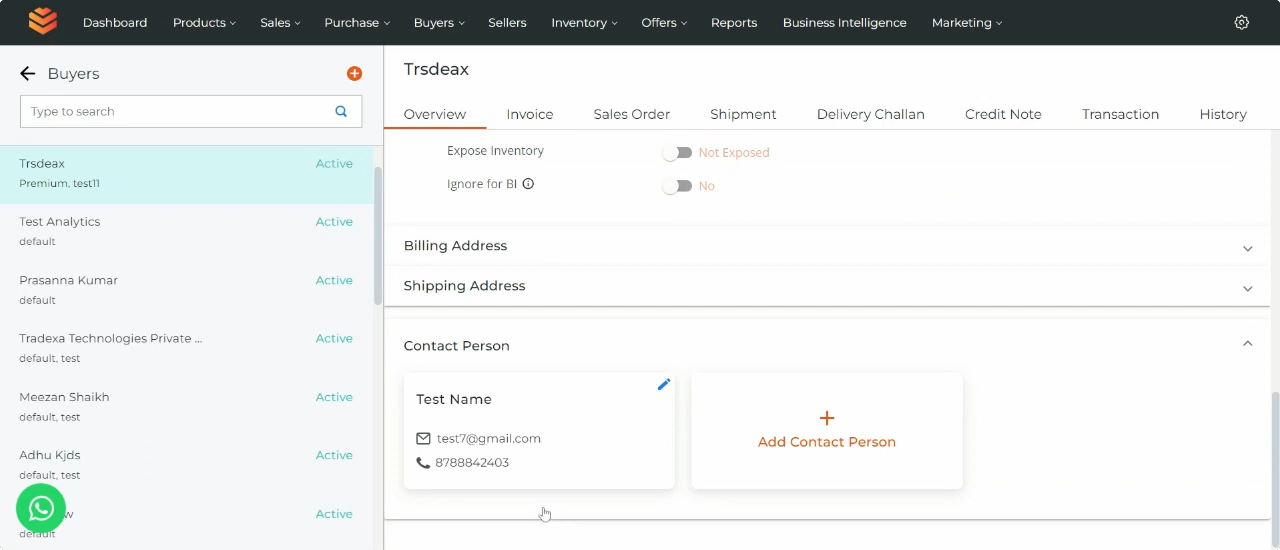 Dashboard Products Sales Purchase Buyers Sellers Inventory Offers Reports Business Intelligence Marketing
Buyers
Type to search
Trsdeax Active
Premium, test11
Test Analytics Active
default
Prasanna Kumar Active
default
Tradexa Technologies Private ... Active
default, test
Meezan Shaikh Active
default, test
Adhu Kjds Active
default, test
Active
default
Trsdeax
Overview Invoice Sales Order Shipment Delivery Challan Credit Note Transaction History
Expose Inventory Not Exposed
Ignore for BI No
Billing Address
Shipping Address
Contact Person
Test Name
test7@gmail.com
8788842403
+
Add Contact Person